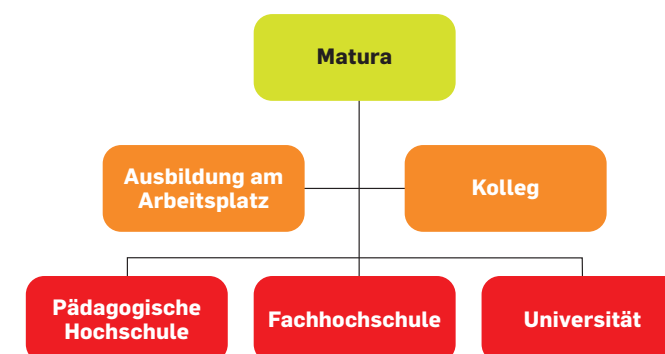 Matura
Ausbildung am
Arbeitsplatz
Kolleg
Pädagogische
Hochschule
Fachhochschule
Universität